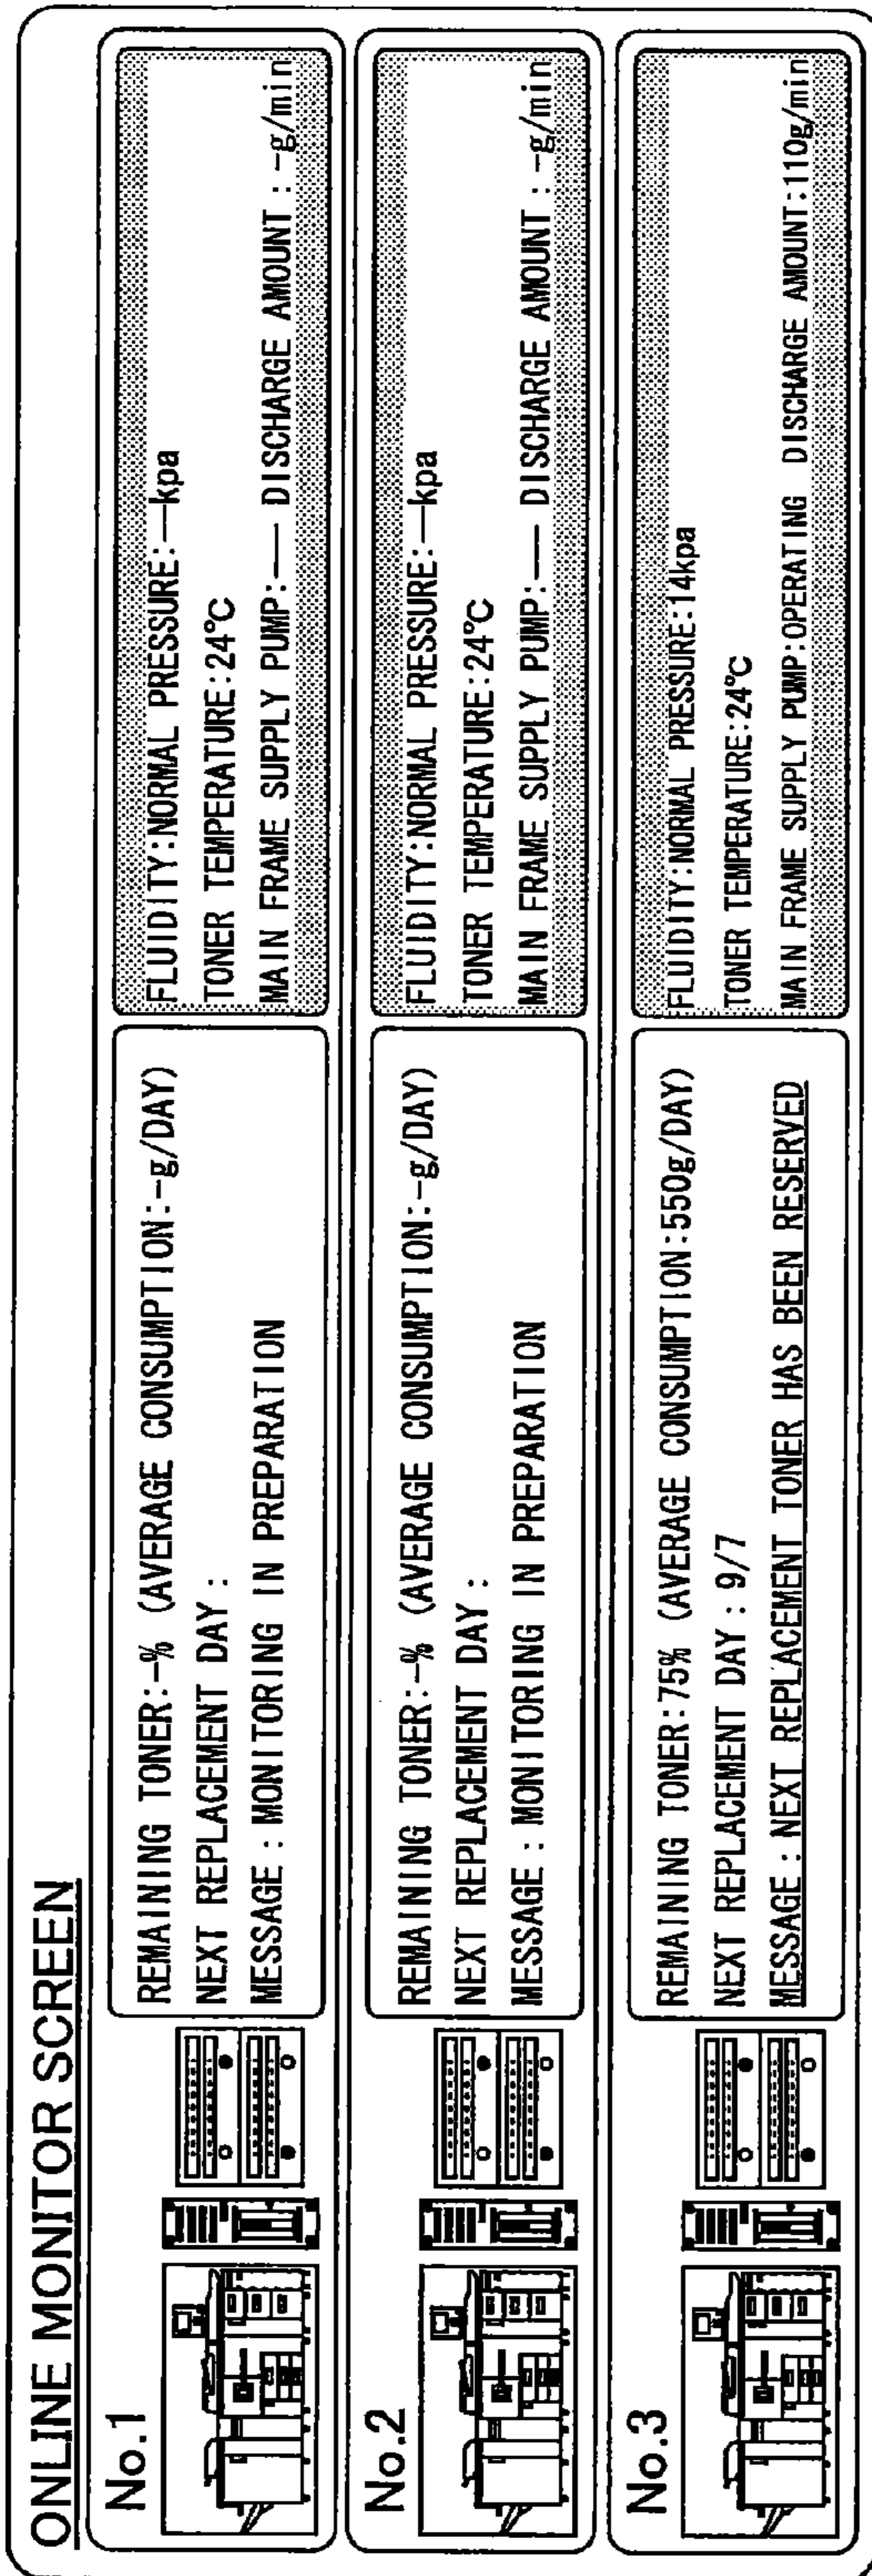 ONLINE MONITOR SCREEN
No.1
REMAINING TONER:-% (AVERAGE CONSUMPTION:-g/DAY)
NEXT REPLACEMENT DAY:
MESSAGE : MONITORING IN PREPARATION
FLUIDITY:NORMAL PRESSURE:—kpa
TONER TEMPERATURE:24℃
MAIN FRAME SUPPLY PUMP:—— DISCHARGE AMOUNT : -g/min
No.2
REMAINING TONER:-% (AVERAGE CONSUMPTION:-g/DAY)
NEXT REPLACEMENT DAY:
MESSAGE : MONITORING IN PREPARATION
FLUIDITY:NORMAL PRESSURE:—kpa
TONER TEMPERATURE:24℃
MAIN FRAME SUPPLY PUMP:—— DISCHARGE AMOUNT : -g/min
No.3
REMAINING TONER:75% (AVERAGE CONSUMPTION:550g/DAY)
NEXT REPLACEMENT DAY : 9/7
MESSAGE : NEXT REPLACEMENT TONER HAS BEEN RESERVED
FLUIDITY:NORMAL PRESSURE:14kpa
TONER TEMPERATURE:24℃
MAIN FRAME SUPPLY PUMP:OPERATING DISCHARGE AMOUNT:110g/min